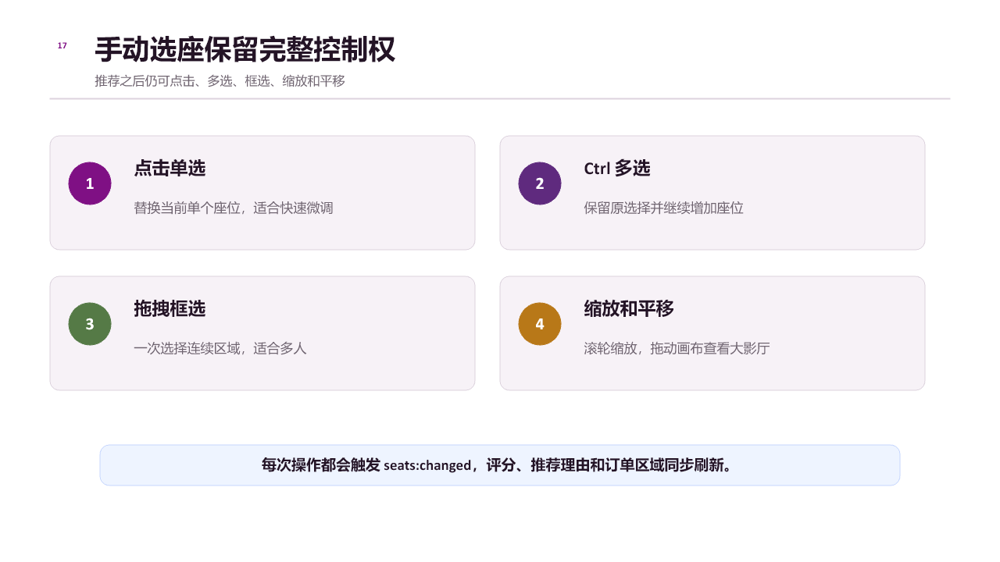 17
手动选座保留完整控制权
推荐之后仍可点击、多选、框选、缩放和平移
1
点击单选
替换当前单个座位，适合快速微调
2
Ctrl 多选
保留原选择并继续增加座位
3
拖拽框选
一次选择连续区域，适合多人
4
缩放和平移
滚轮缩放，拖动画布查看大影厅
每次操作都会触发 seats:changed，评分、推荐理由和订单区域同步刷新。